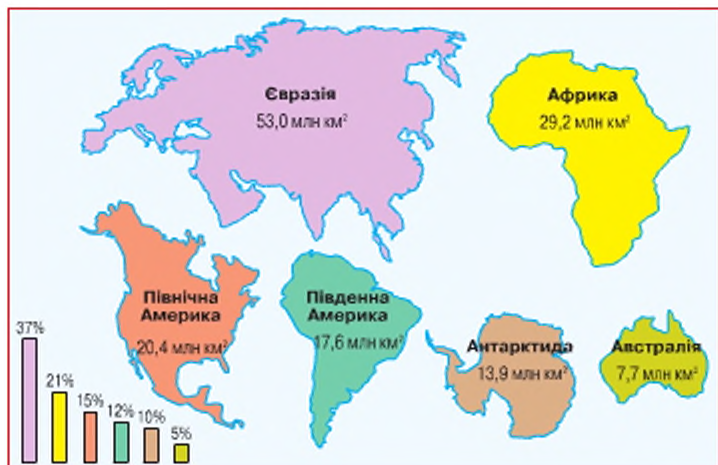 Євразія
53,0 млн км²
Африка
29,2 млн км²
Північна
Америка
20,4 млн км²
Південна
Америка
17,6 млн км²
Антарктида
13,9 млн км²
Австралія
7,7 млн км²
37%
21%
15%
12%
10%
5%